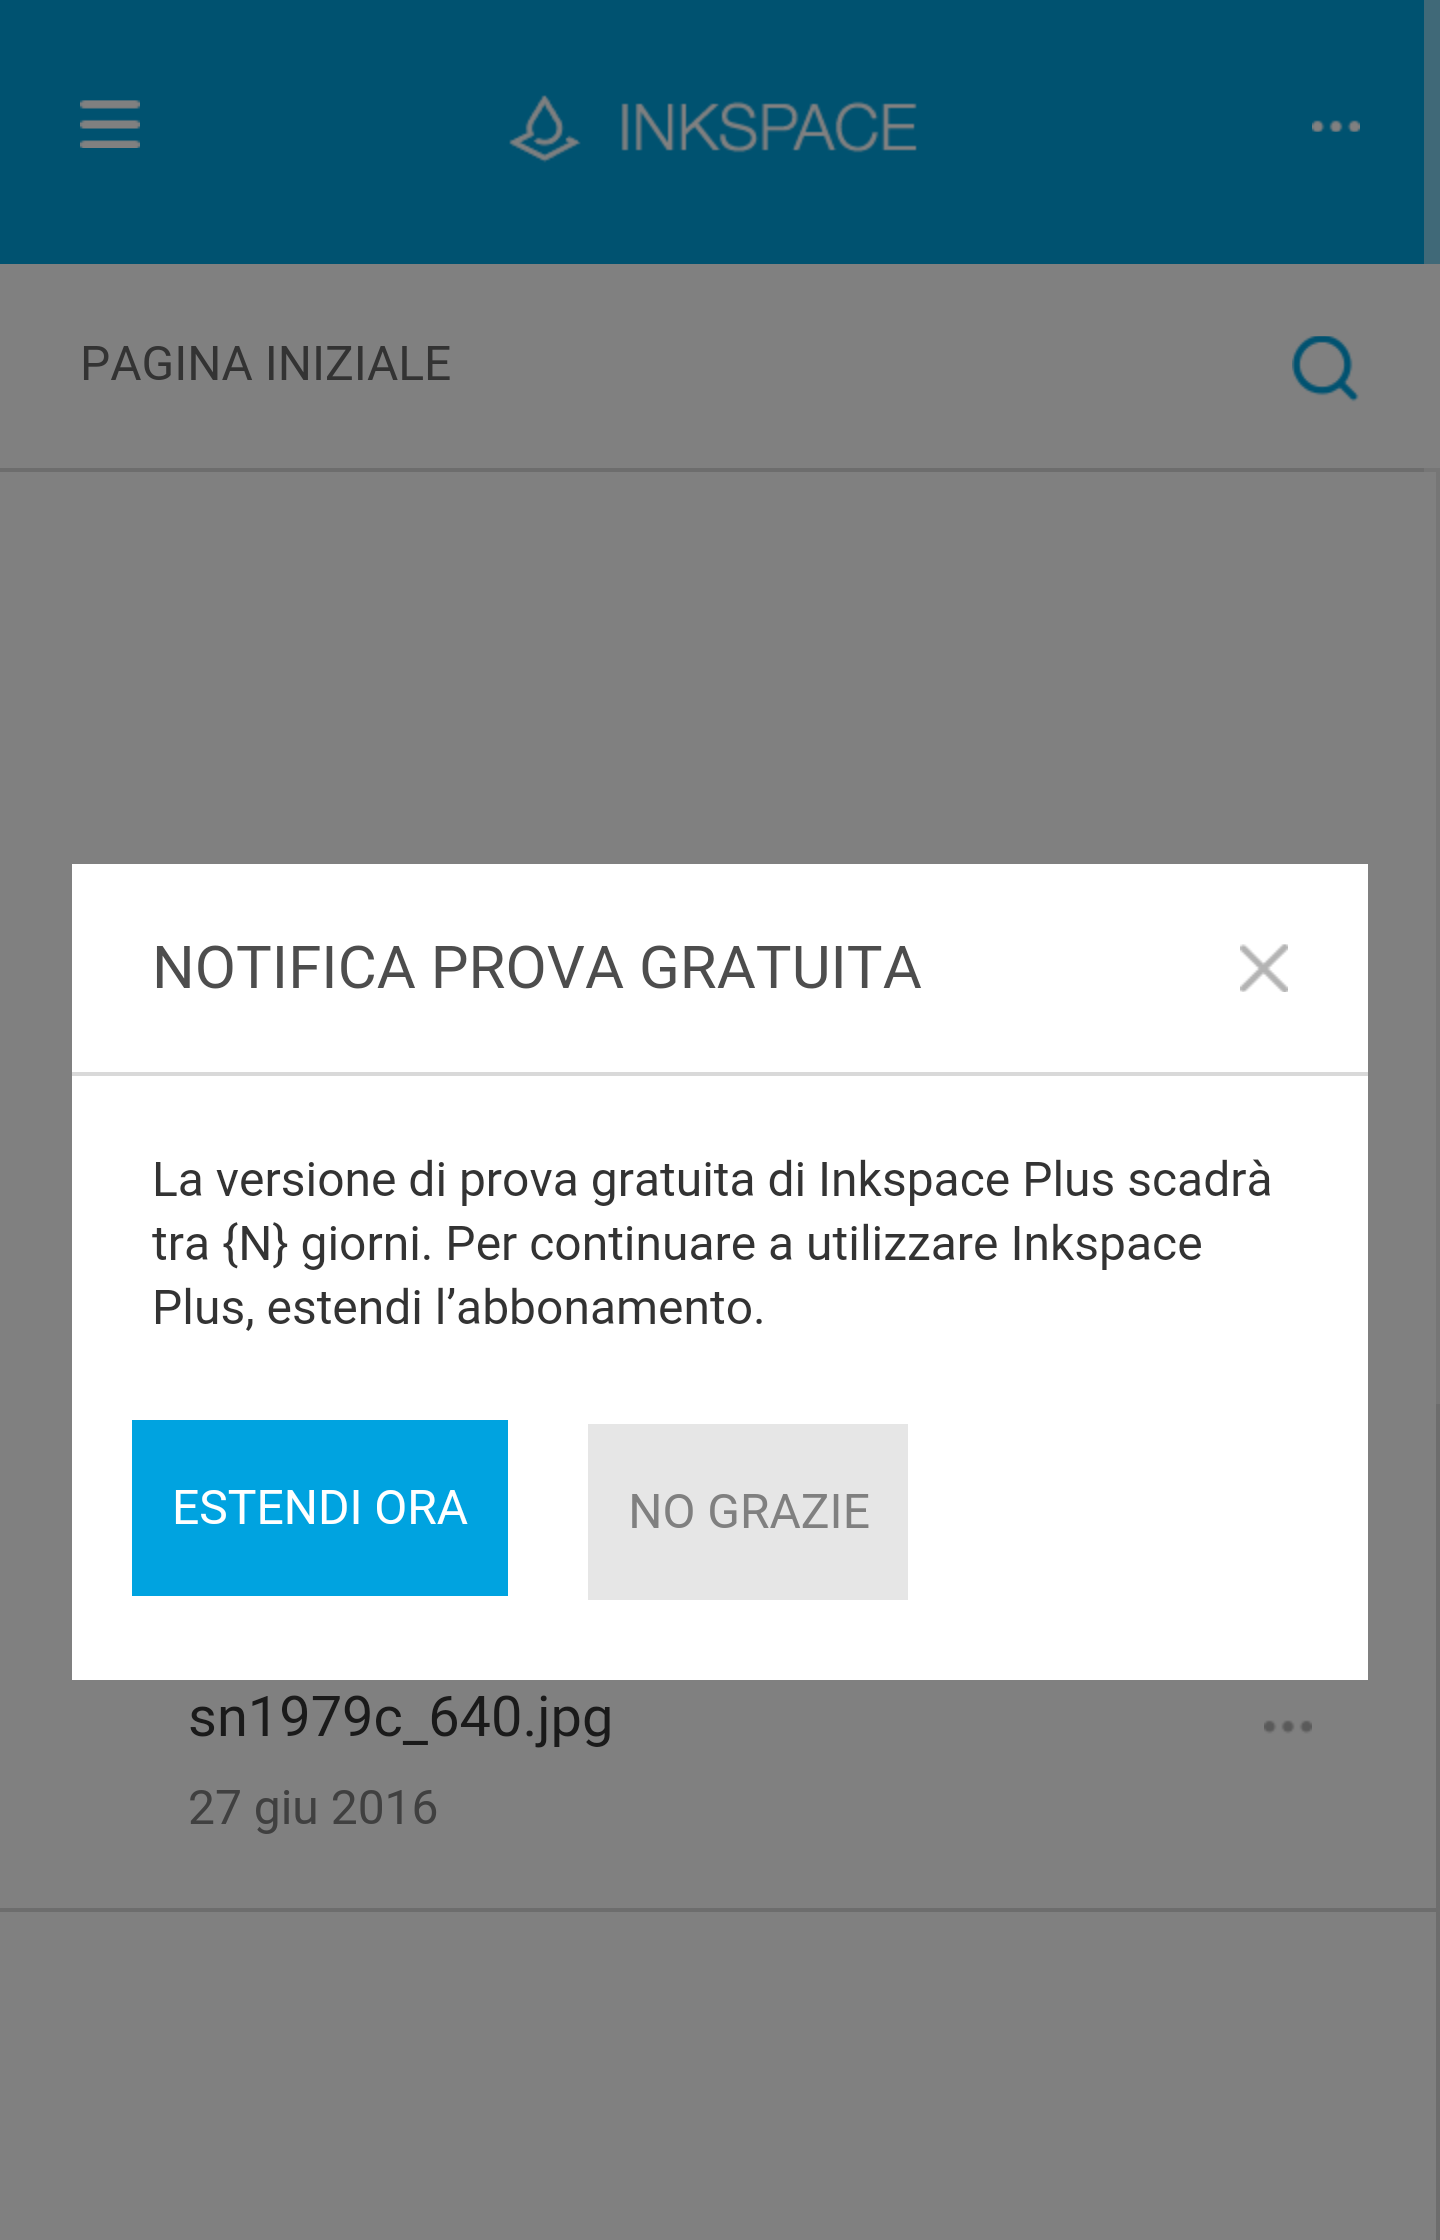 INKSPACE
PAGINA INIZIALE
NOTIFICA PROVA GRATUITA
La versione di prova gratuita di Inkspace Plus scadrà
tra {N} giorni. Per continuare a utilizzare Inkspace
Plus, estendi l’abbonamento.
ESTENDI ORA
NO GRAZIE
sn1979c_640.jpg
27 giu 2016